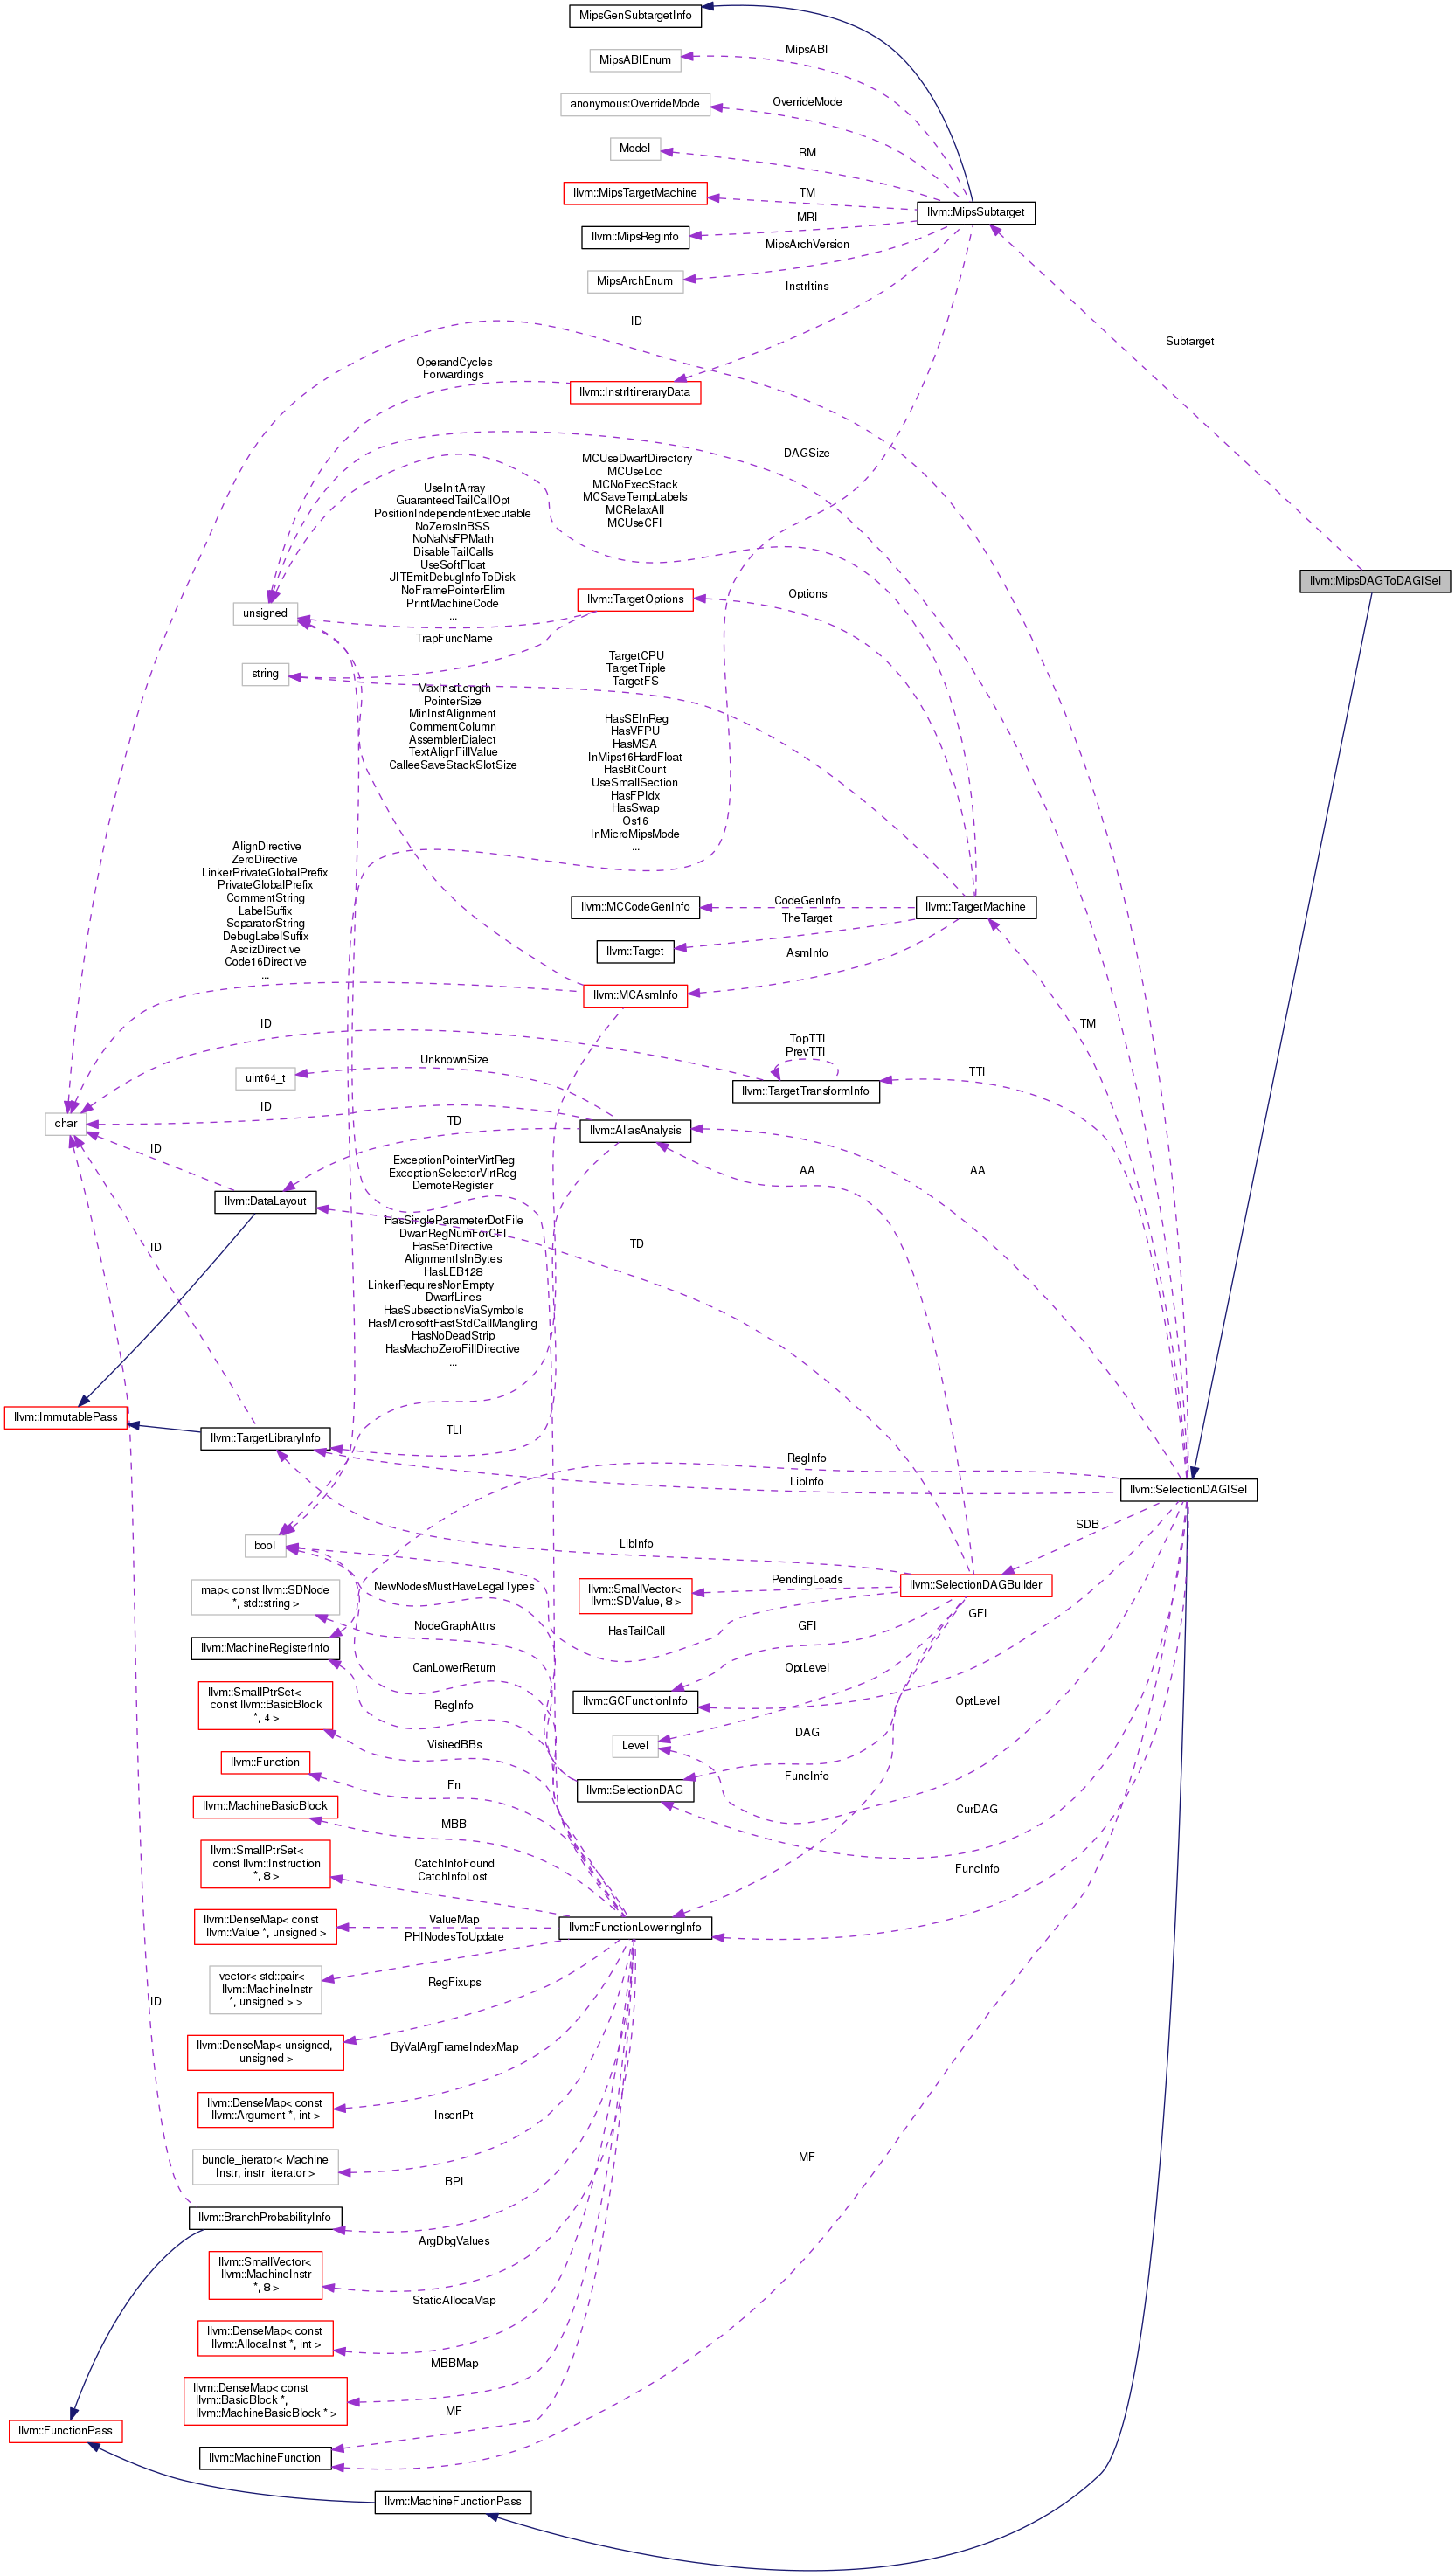 MipsGenSubtargetInfo
MipsABI
MipsABIEnum
OverrideMode
anonymous:OverrideMode
RM
Model
TM
llvm::MipsTargetMachine
llvm::MipsSubtarget
MRI
llvm::MipsReginfo
MipsArchVersion
MipsArchEnum
InstrItins
ID
Subtarget
OperandCycles
Forwardings
llvm::InstrItineraryData
DAGSize
MCUseDwarfDirectory
MCUseLoc
MCNoExecStack
MCSaveTempLabels
MCRelaxAll
MCUseCFI
UseInitArray
GuaranteedTailCallOpt
PositionIndependentExecutable
NoZerosInBSS
NoNaNsFPMath
DisableTailCalls
UseSoftFloat
JITEmitDebugInfoToDisk
NoFramePointerElim
PrintMachineCode
...
llvm::MipsDAGToDAGISel
Options
llvm::TargetOptions
unsigned
TrapFuncName
string
TargetCPU
TargetTriple
TargetFS
MaxInstLength
PointerSize
MinInstAlignment
CommentColumn
AssemblerDialect
TextAlignFillValue
CalleeSaveStackSlotSize
HasSEInReg
HasVFPU
HasMSA
InMips16HardFloat
HasBitCount
UseSmallSection
HasFPIdx
HasSwap
Os16
InMicroMipsMode
...
AlignDirective
ZeroDirective
LinkerPrivateGlobalPrefix
PrivateGlobalPrefix
CommentString
LabelSuffix
SeparatorString
DebugLabelSuffix
AscizDirective
Code16Directive
...
CodeGenInfo
llvm::MCCodeGenInfo
llvm::TargetMachine
TheTarget
llvm::Target
AsmInfo
llvm::MCAsmInfo
ID
TM
TopTTI
PrevTTI
UnknownSize
uint64_t
TTI
llvm::TargetTransformInfo
ID
char
TD
llvm::AliasAnalysis
ID
ExceptionPointerVirtReg
ExceptionSelectorVirtReg
DemoteRegister
AA
AA
llvm::DataLayout
HasSingleParameterDotFile
DwarfRegNumForCFI
HasSetDirective
AlignmentIsInBytes
HasLEB128
LinkerRequiresNonEmpty
DwarfLines
HasSubsectionsViaSymbols
HasMicrosoftFastStdCallMangling
HasNoDeadStrip
HasMachoZeroFillDirective
...
ID
TD
llvm::ImmutablePass
llvm::TargetLibraryInfo
TLI
RegInfo
LibInfo
llvm::SelectionDAGISel
SDB
bool
LibInfo
PendingLoads
llvm::SelectionDAGBuilder
map< const llvm::SDNode
*, std::string >
NewNodesMustHaveLegalTypes
llvm::SmallVector<
llvm::SDValue, 8 >
GFI
NodeGraphAttrs
HasTailCall
GFI
llvm::MachineRegisterInfo
CanLowerReturn
OptLevel
llvm::SmallPtrSet<
const llvm::BasicBlock
*, 4 >
RegInfo
llvm::GCFunctionInfo
OptLevel
VisitedBBs
Level
DAG
llvm::Function
Fn
llvm::SelectionDAG
FuncInfo
llvm::MachineBasicBlock
MBB
CurDAG
llvm::SmallPtrSet<
const llvm::Instruction
*, 8 >
CatchInfoFound
CatchInfoLost
FuncInfo
llvm::DenseMap< const
llvm::Value *, unsigned >
ValueMap
llvm::FunctionLoweringInfo
PHINodesToUpdate
vector< std::pair<
llvm::MachineInstr
*, unsigned > >
RegFixups
ID
llvm::DenseMap< unsigned,
unsigned >
ByValArgFrameIndexMap
llvm::DenseMap< const
llvm::Argument *, int >
InsertPt
bundle_iterator< Machine
Instr, instr_iterator >
MF
BPI
llvm::BranchProbabilityInfo
ArgDbgValues
llvm::SmallVector<
llvm::MachineInstr
*, 8 >
StaticAllocaMap
llvm::DenseMap< const
llvm::AllocaInst *, int >
MBBMap
llvm::DenseMap< const
llvm::BasicBlock *,
llvm::MachineBasicBlock * >
MF
llvm::FunctionPass
llvm::MachineFunction
llvm::MachineFunctionPass